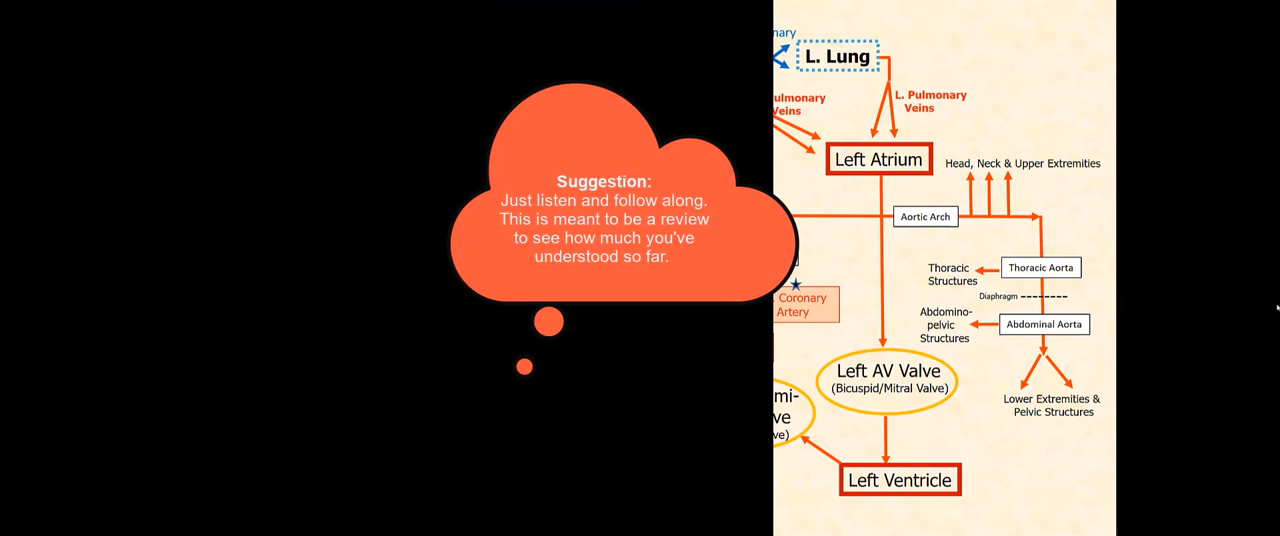 Suggestion:
Just listen and follow along.
This is meant to be a review
to see how much you've
understood so far.
L. Lung
L. Pulmonary
Veins
Veins
Left Atrium
Head, Neck & Upper Extremities
Aortic Arch
Thoracic
Structures
Thoracic Aorta
Diaphragm
Coronary
Artery
Abdomino-
pelvic
Structures
Abdominal Aorta
Left AV Valve
(Bicuspid/Mitral Valve)
Lower Extremities &
Pelvic Structures
Left Ventricle